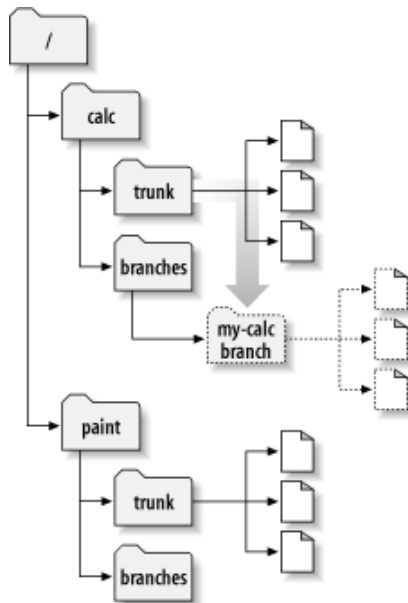 /
calc
trunk
branches
my-calc
branch
paint
trunk
branches